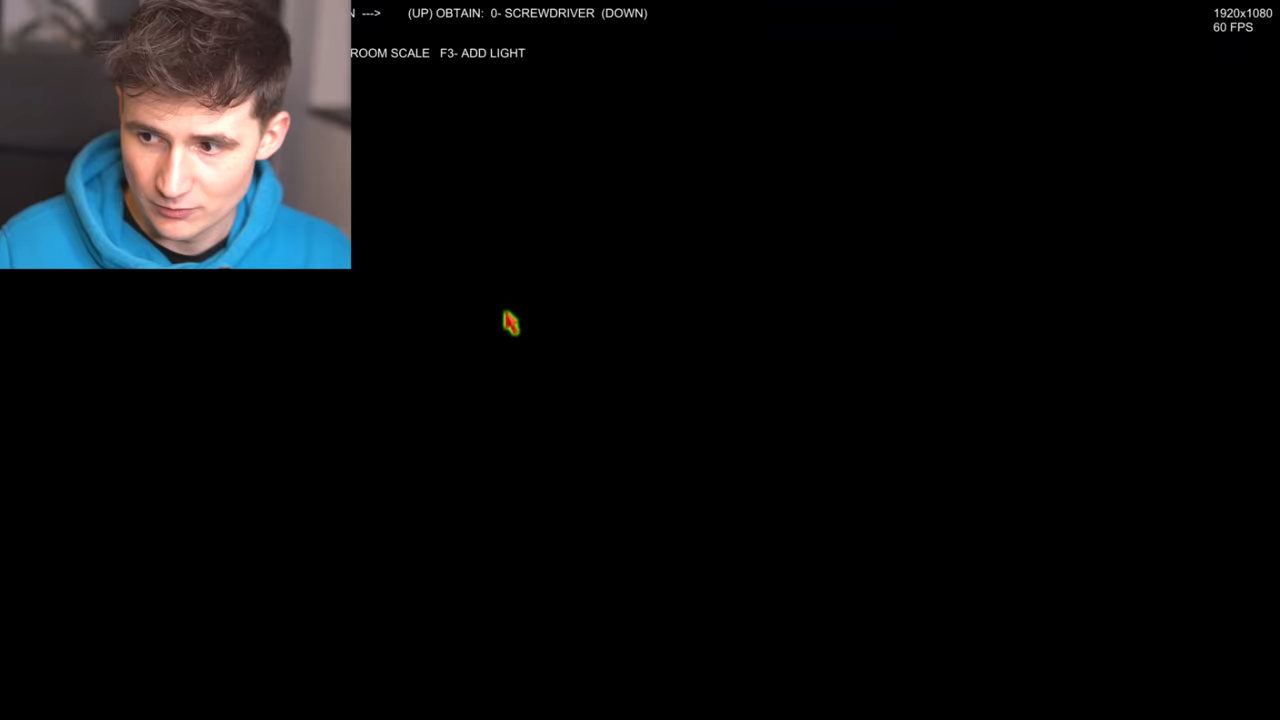 ---> (UP) OBTAIN: 0- SCREWDRIVER (DOWN)
1920x1080
60 FPS
ROOM SCALE F3- ADD LIGHT